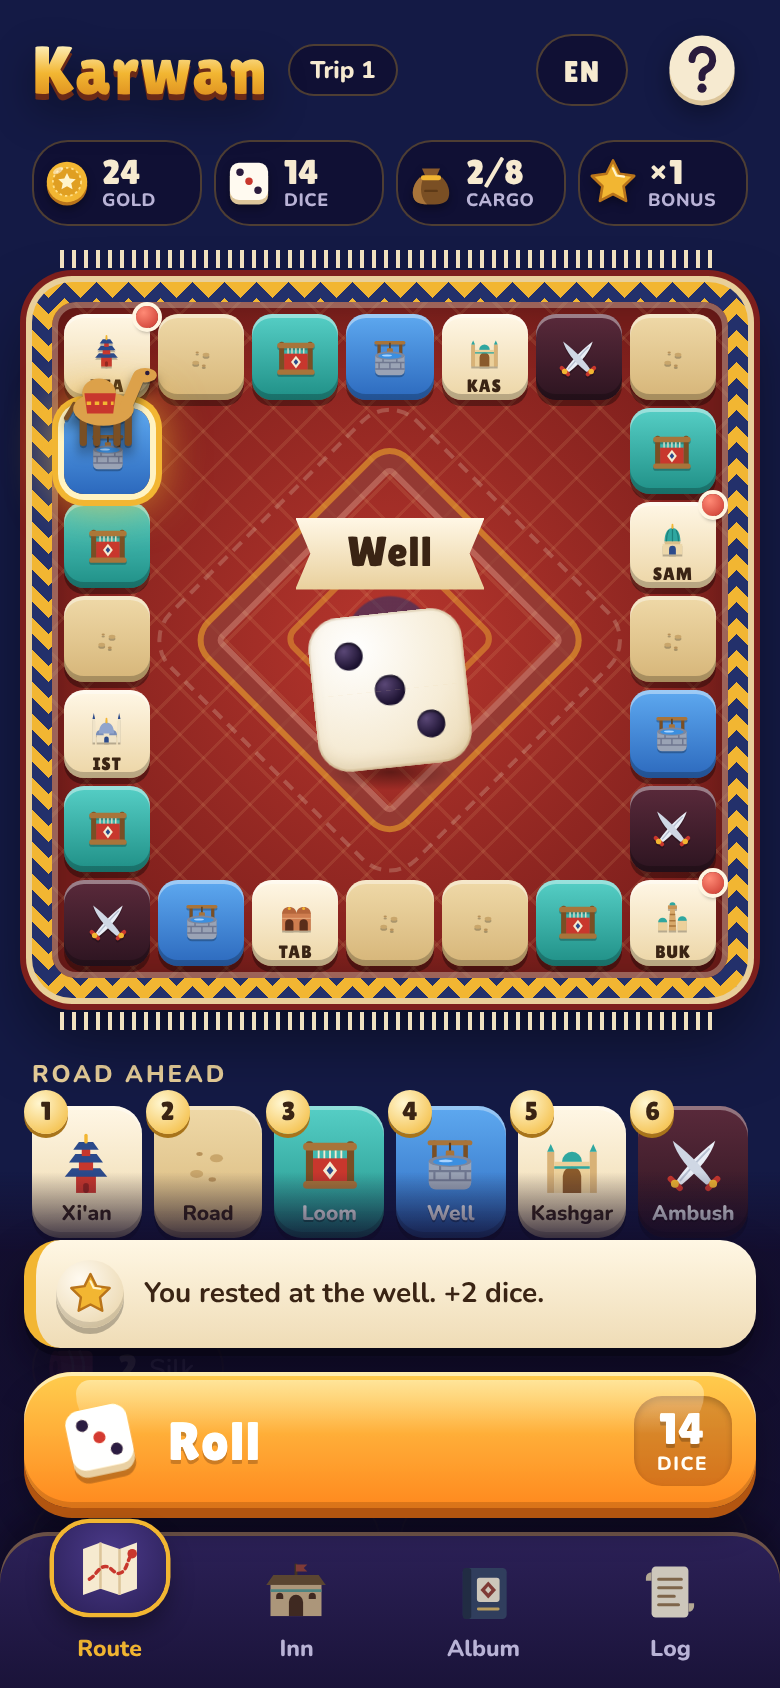 Karwan
Trip 1
EN
?
24
GOLD
14
DICE
2/8
CARGO
×1
BONUS
KAS
SAM
IST
TAB
BUK
Well
ROAD AHEAD
1 2 3 4 5 6
Xi'an Road Loom Well Kashgar Ambush
You rested at the well. +2 dice.
2 Silk
Roll
14
DICE
Route Inn Album Log